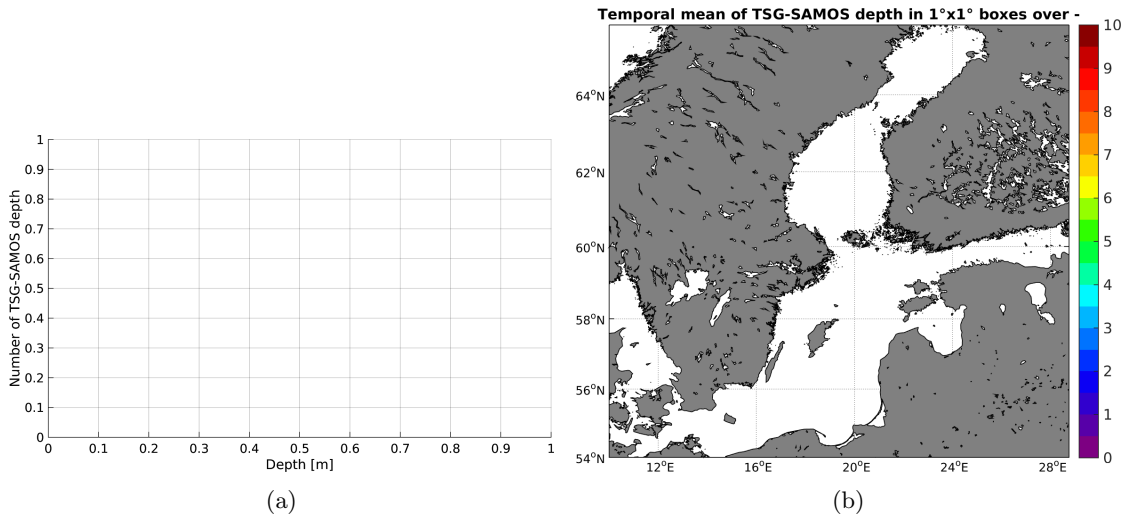 Temporal mean of TSG-SAMOS depth in 1°x1° boxes over -
Number of TSG-SAMOS depth
1
0.9
0.8
0.7
0.6
0.5
0.4
0.3
0.2
0.1
0
0 0.1 0.2 0.3 0.4 0.5 0.6 0.7 0.8 0.9 1
Depth [m]
(a)
64°N
62°N
60°N
58°N
56°N
54°N
12°E 16°E 20°E 24°E 28°E
10
9
8
7
6
5
4
3
2
1
0
(b)